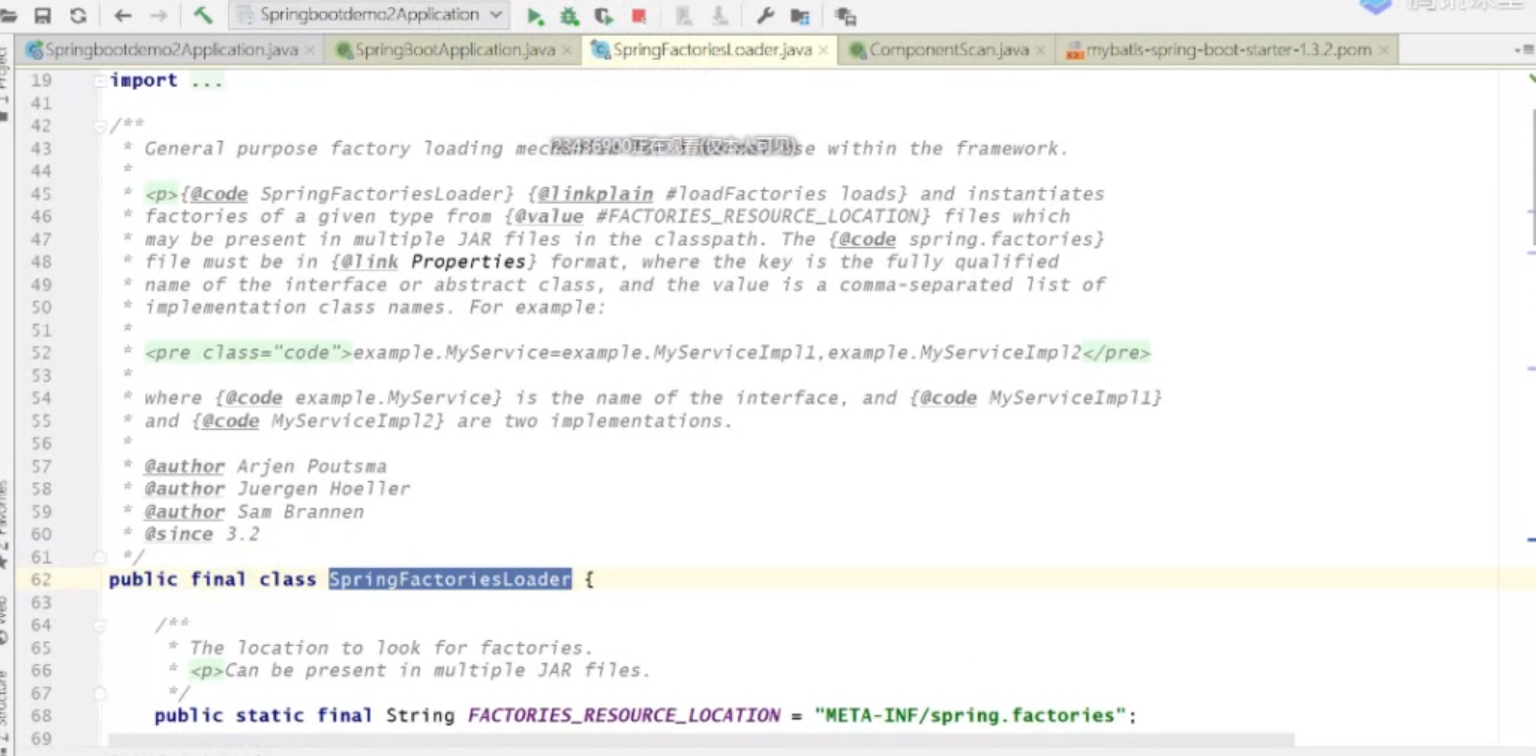 Springbootdemo2Application
Springbootdemo2Application.java
SpringBootApplication.java
SpringFactoriesLoader.java
ComponentScan.java
mybatis-spring-boot-starter-1.3.2.pom
1 Project
19 import ...
41
42 /**
43 * General purpose factory loading within the framework.
44 *
45 * <p>{@code SpringFactoriesLoader} {@linkplain #loadFactories loads} and instantiates
46 * factories of a given type from {@value #FACTORIES_RESOURCE_LOCATION} files which
47 * may be present in multiple JAR files in the classpath. The {@code spring.factories}
48 * file must be in {@link Properties} format, where the key is the fully qualified
49 * name of the interface or abstract class, and the value is a comma-separated list of
50 * implementation class names. For example:
51 *
52 * <pre class="code">example.MyService=example.MyServiceImpl1,example.MyServiceImpl2</pre>
53 *
54 * where {@code example.MyService} is the name of the interface, and {@code MyServiceImpl1}
55 * and {@code MyServiceImpl2} are two implementations.
56 *
57 * @author Arjen Poutsma
58 * @author Juergen Hoeller
59 * @author Sam Brannen
60 * @since 3.2
61 */
62 public final class SpringFactoriesLoader {
63
64 /**
65 * The location to look for factories.
66 * <p>Can be present in multiple JAR files.
67 */
68 public static final String FACTORIES_RESOURCE_LOCATION = "META-INF/spring.factories";
69
2 Favorites
Web
Structure